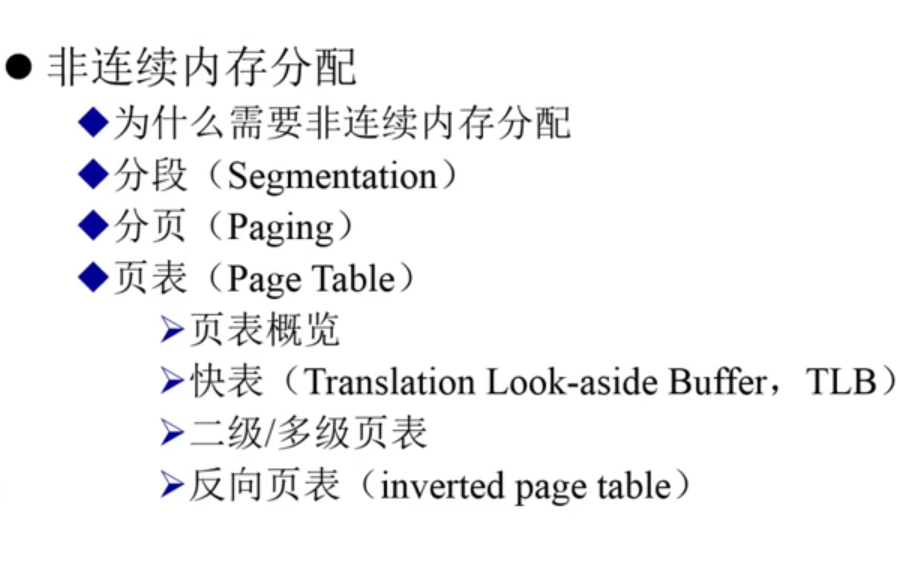 非连续内存分配
为什么需要非连续内存分配
分段（Segmentation）
分页（Paging）
页表（Page Table）
页表概览
快表（Translation Look-aside Buffer，TLB）
二级/多级页表
反向页表（inverted page table）